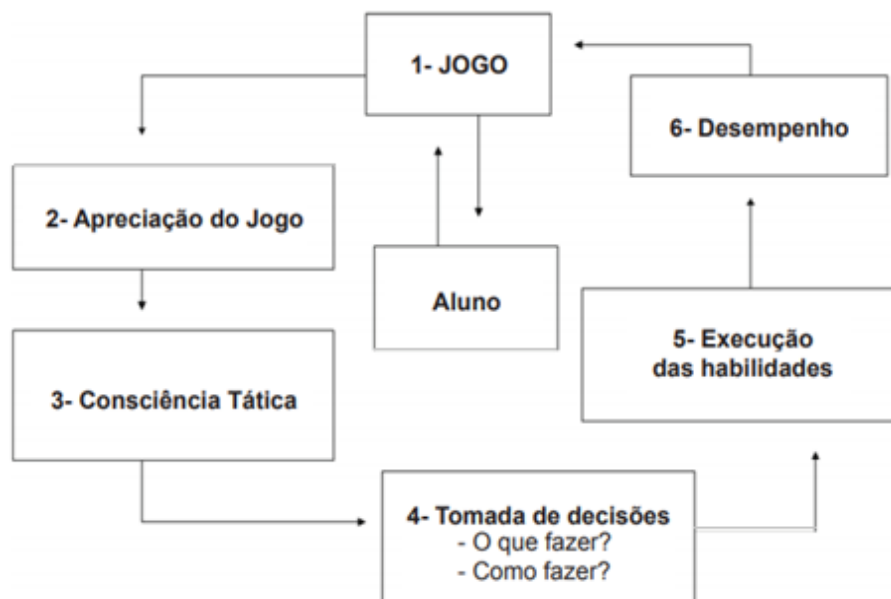 1- JOGO
2- Apreciação do Jogo
3- Consciência Tática
4- Tomada de decisões
- O que fazer?
- Como fazer?
5- Execução
das habilidades
6- Desempenho
Aluno